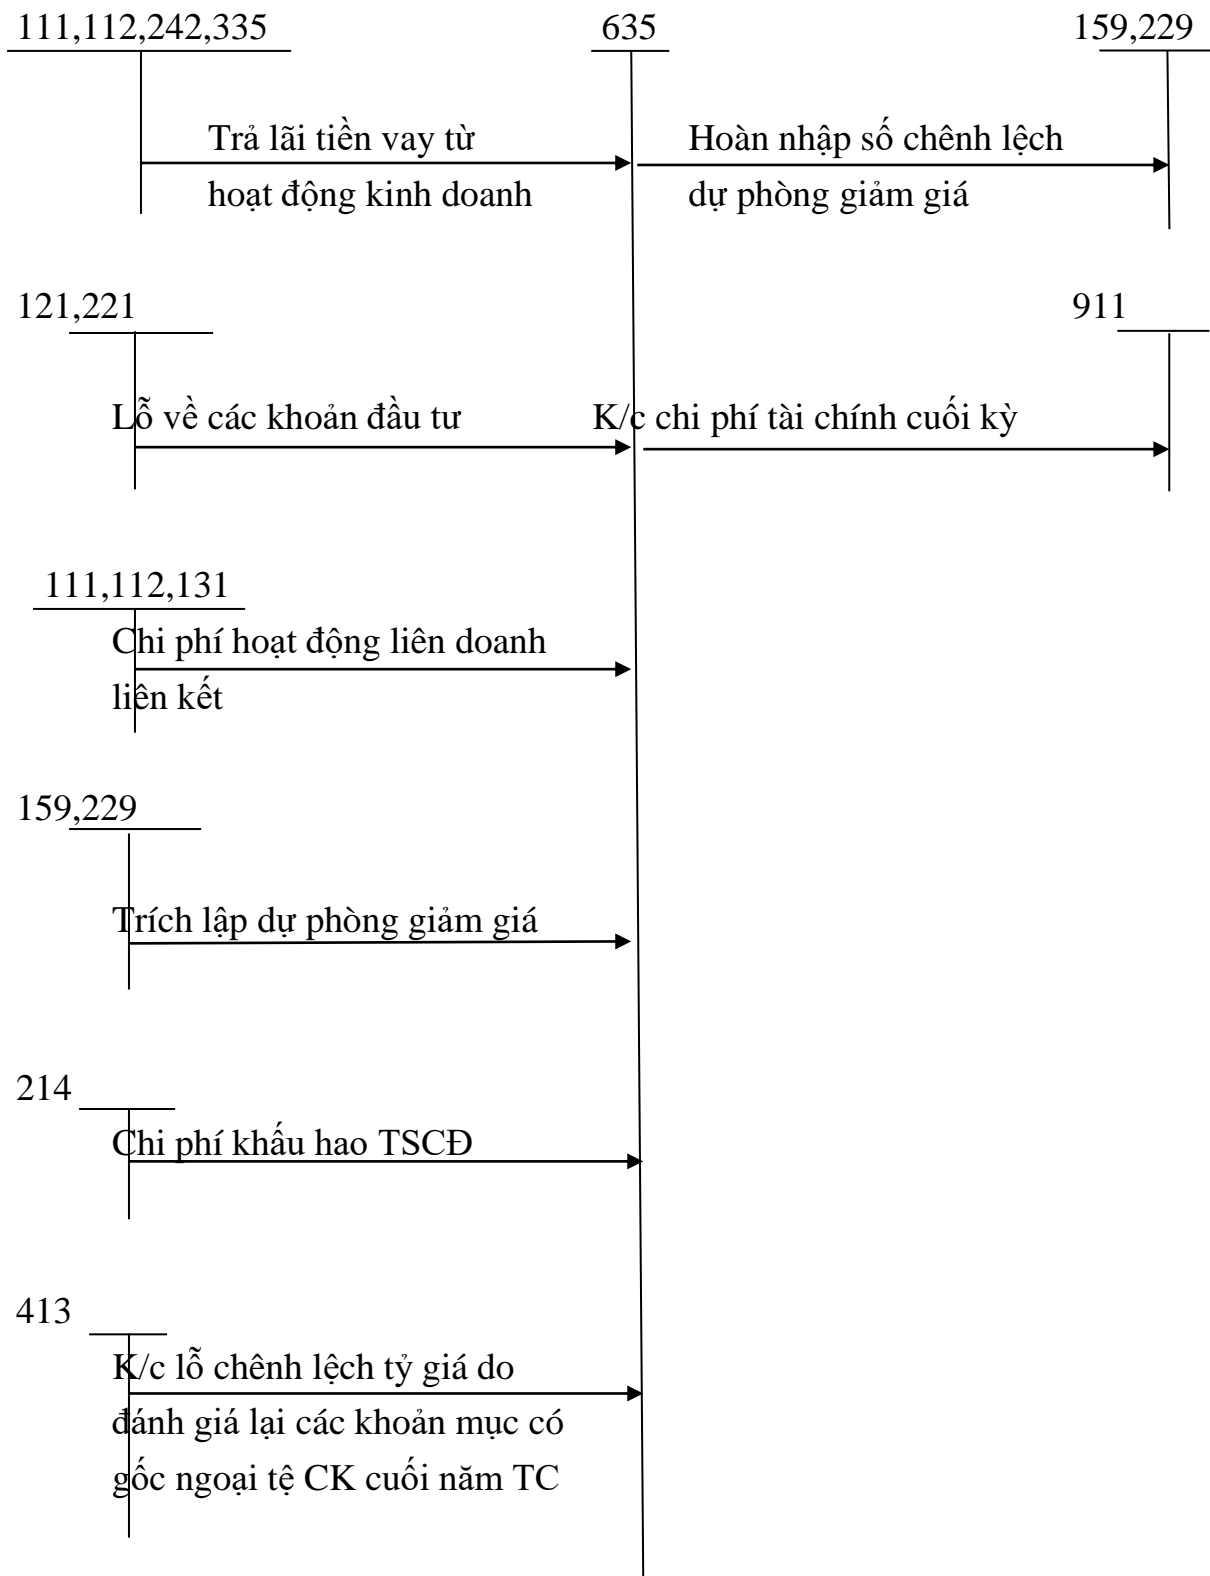 111,112,242,335
635
159,229
Trả lãi tiền vay từ
hoạt động kinh doanh
Hoàn nhập số chênh lệch
dự phòng giảm giá
121,221
911
Lỗ về các khoản đầu tư
K/c chi phí tài chính cuối kỳ
111,112,131
Chi phí hoạt động liên doanh
liên kết
159,229
Trích lập dự phòng giảm giá
214
Chi phí khấu hao TSCĐ
413
K/c lỗ chênh lệch tỷ giá do
đánh giá lại các khoản mục có
gốc ngoại tệ CK cuối năm TC